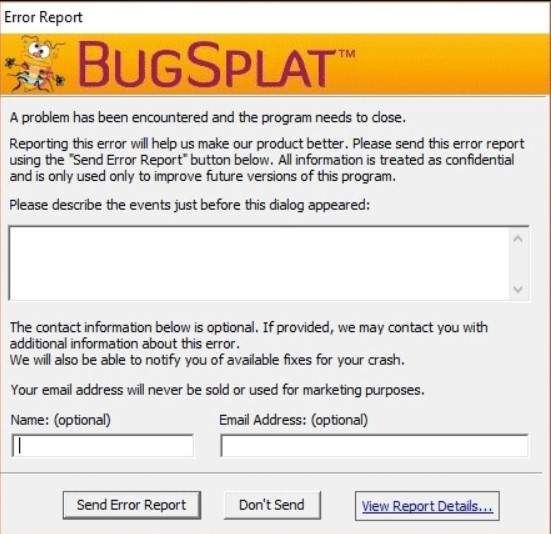 Error Report
BUGSPLAT™
A problem has been encountered and the program needs to close.
Reporting this error will help us make our product better. Please send this error report
using the "Send Error Report" button below. All information is treated as confidential
and is only used only to improve future versions of this program.
Please describe the events just before this dialog appeared:
The contact information below is optional. If provided, we may contact you with
additional information about this error.
We will also be able to notify you of available fixes for your crash.
Your email address will never be sold or used for marketing purposes.
Name: (optional) Email Address: (optional)
Send Error Report Don't Send View Report Details...